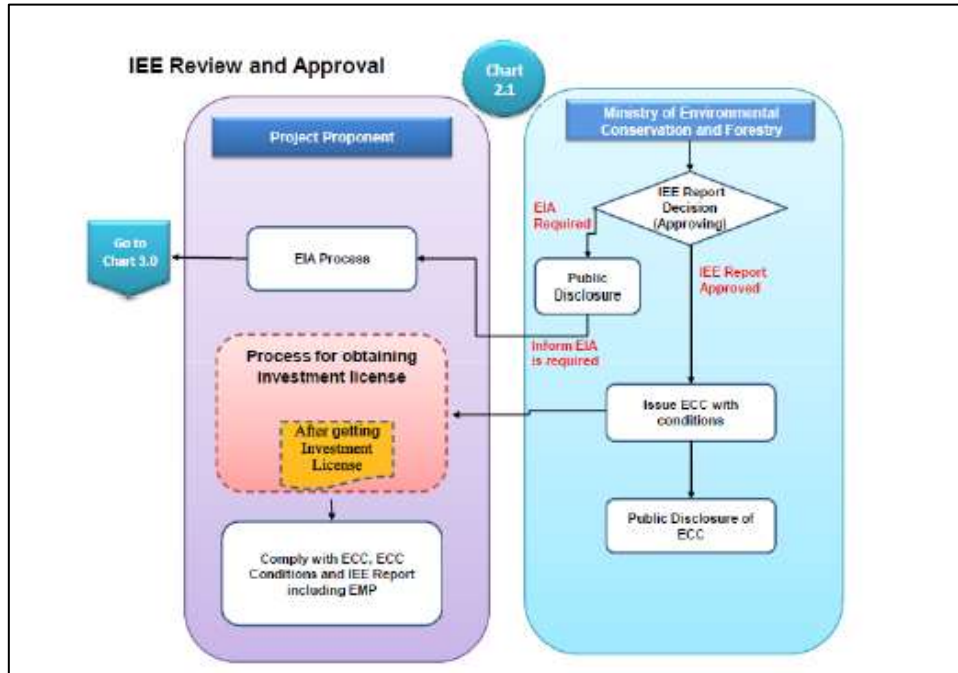 IEE Review and Approval
Chart
2.1
Project Proponent
Ministry of Environmental
Conservation and Forestry
IEE Report
Decision
(Approving)
EIA
Required
Go to
Chart 3.0
EIA Process
Public
Disclosure
IEE Report
Approved
Inform EIA
is required
Process for obtaining
investment license
After getting
Investment
License
Issue ECC with
conditions
Public Disclosure of
ECC
Comply with ECC, ECC
Conditions and IEE Report
including EMP